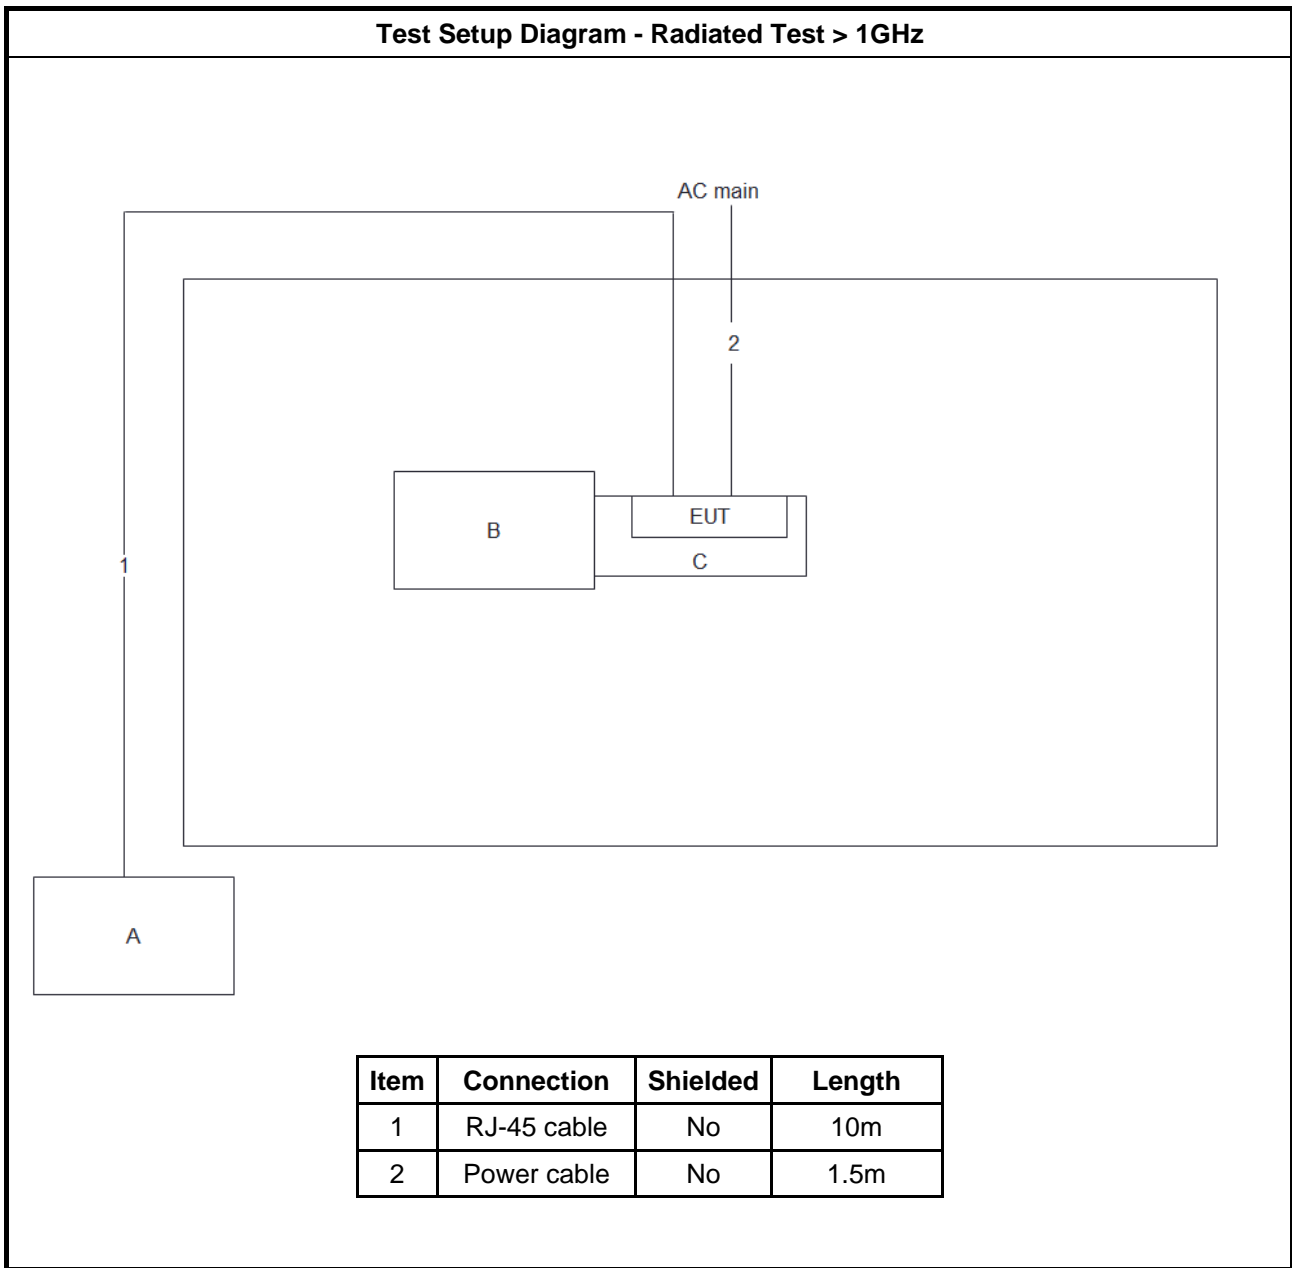 Test Setup Diagram - Radiated Test > 1GHz
AC main
2
B
EUT
C
1
A
Item Connection Shielded Length
1 RJ-45 cable No 10m
2 Power cable No 1.5m